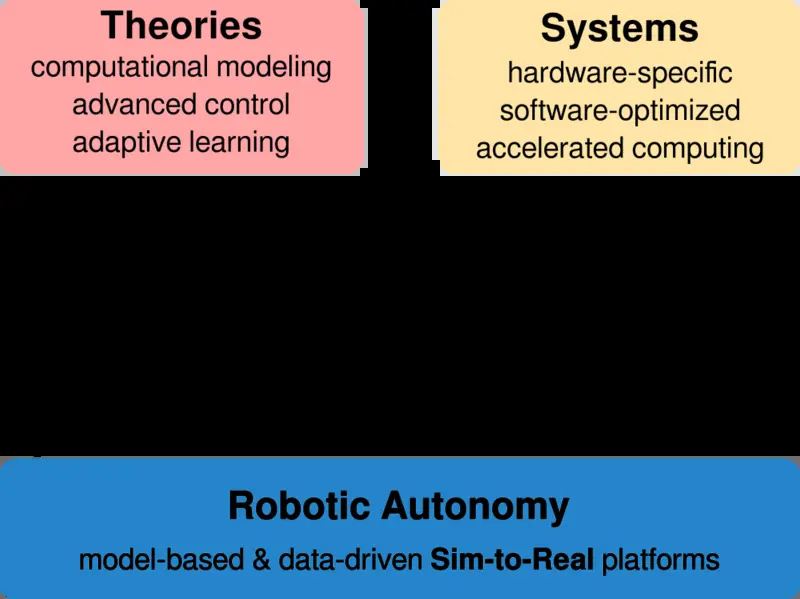 Theories
computational modeling
advanced control
adaptive learning
Systems
hardware-specific
software-optimized
accelerated computing
Robotic Autonomy
model-based & data-driven Sim-to-Real platforms